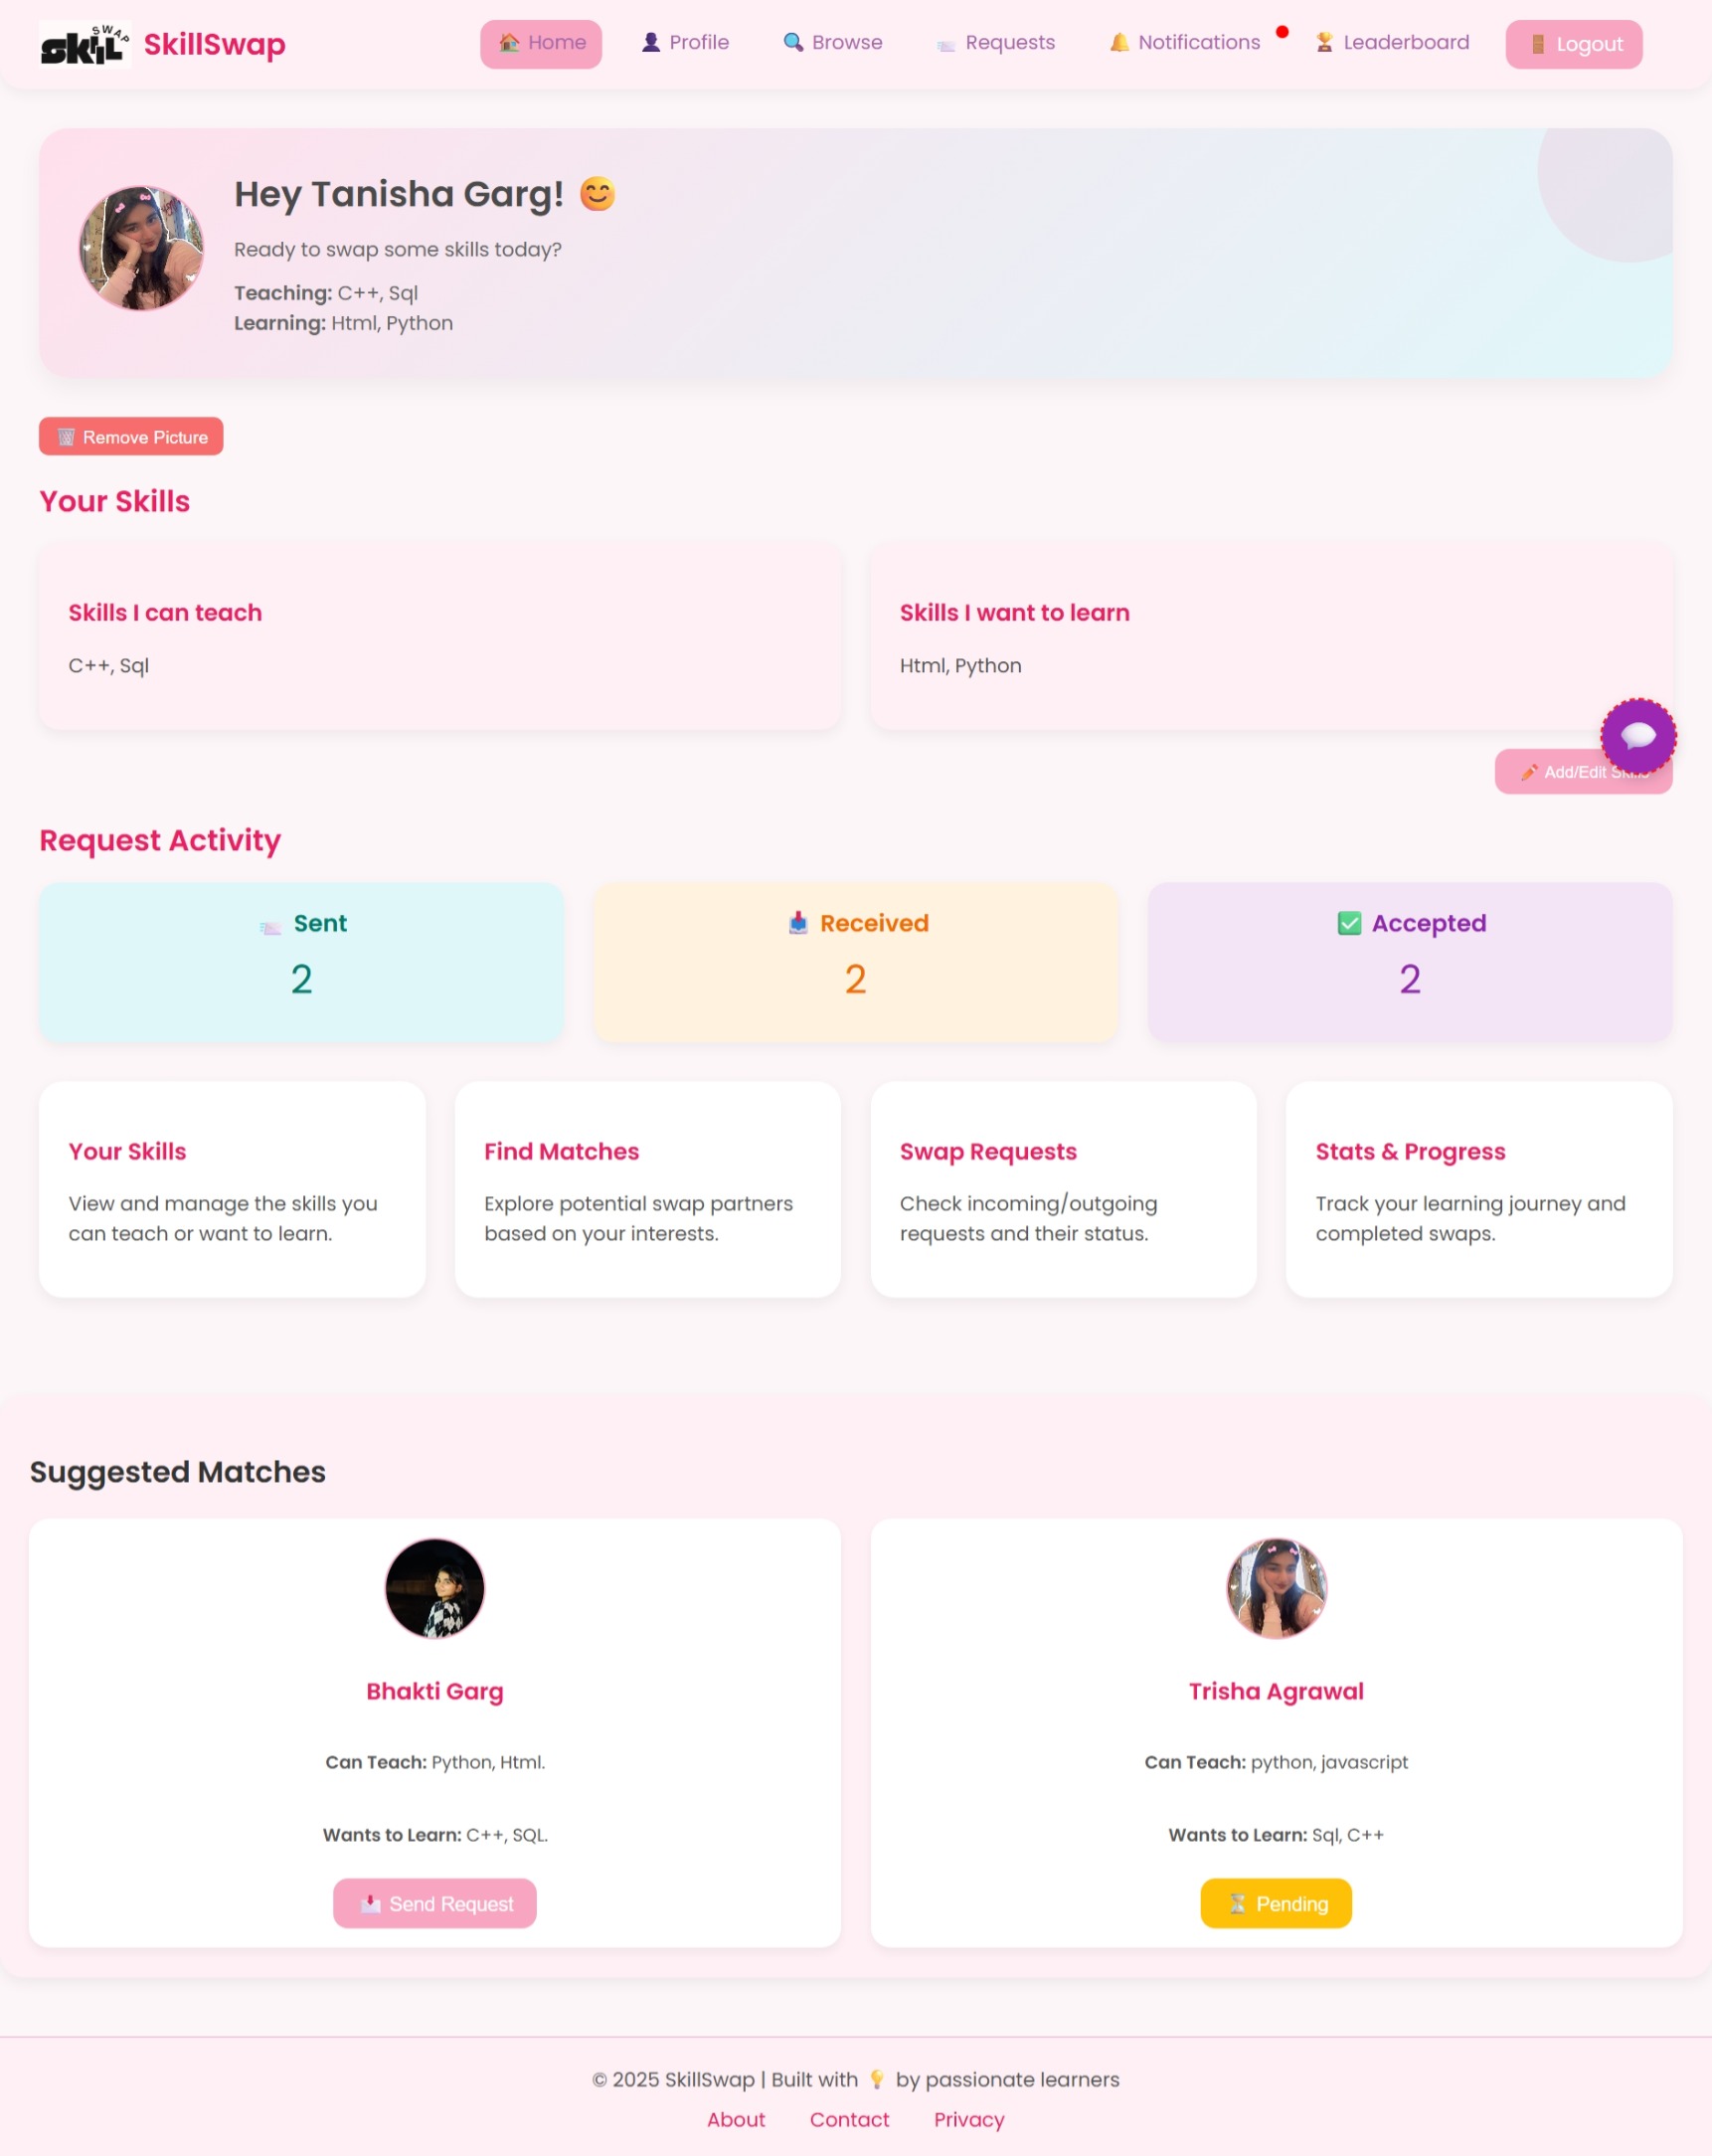 SKILL SWAP SkillSwap
Home Profile Browse Requests Notifications Leaderboard Logout
Hey Tanisha Garg!
Ready to swap some skills today?
Teaching: C++, Sql
Learning: Html, Python
Remove Picture
Your Skills
Skills I can teach
C++, Sql
Skills I want to learn
Html, Python
Add/Edit
Request Activity
Sent
2
Received
2
Accepted
2
Your Skills
View and manage the skills you
can teach or want to learn.
Find Matches
Explore potential swap partners
based on your interests.
Swap Requests
Check incoming/outgoing
requests and their status.
Stats & Progress
Track your learning journey and
completed swaps.
Suggested Matches
Bhakti Garg
Can Teach: Python, Html.
Wants to Learn: C++, SQL.
Send Request
Trisha Agrawal
Can Teach: python, javascript
Wants to Learn: Sql, C++
Pending
© 2025 SkillSwap | Built with 💡 by passionate learners
About Contact Privacy